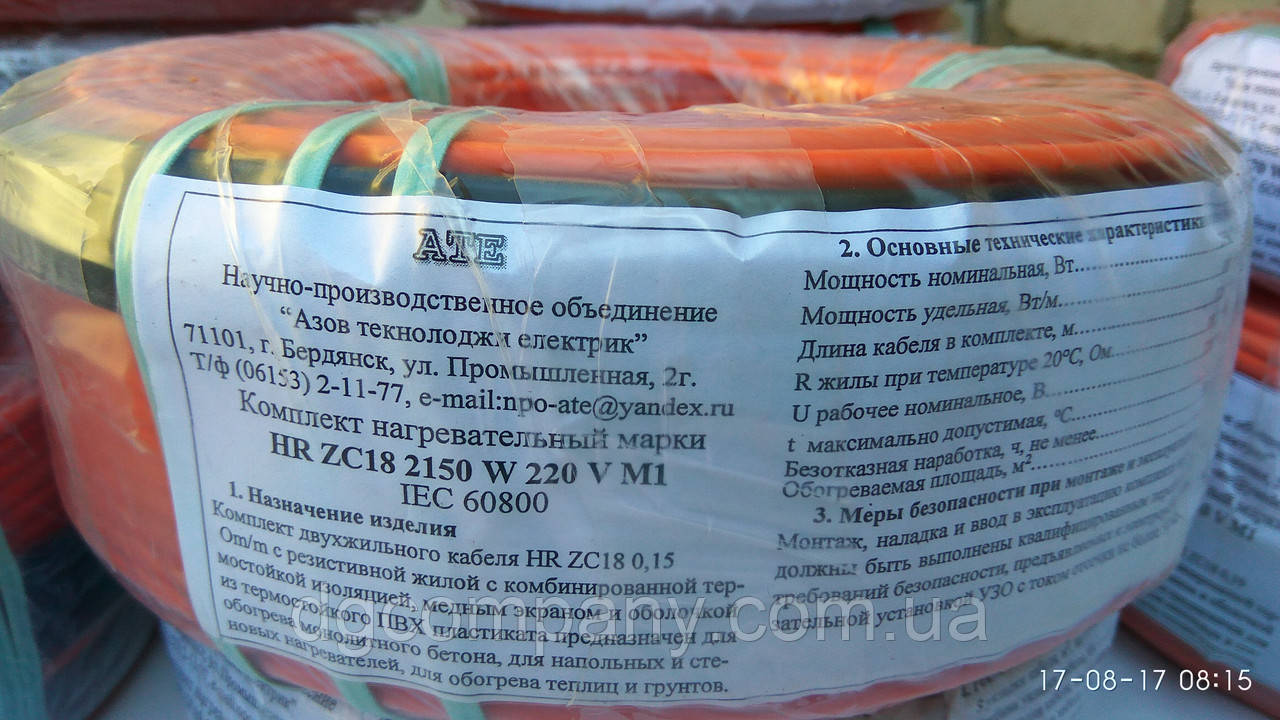 ATE
Научно-производственное объединение
“Азов текнолоджи електрик”
71101, г. Бердянск, ул. Промышленная, 2г.
Т/ф (06153) 2-11-77, e-mail:npo-ate@yandex.ru
Комплект нагревательный марки
HR ZC18 2150 W 220 V M1
IEC 60800
1. Назначение изделия
Комплект двухжильного кабеля HR ZC18 0,15
Om/m с резистивной жилой с комбинированной тер-
мостойкой изоляцией, медным экраном и оболочкой
из термостойкого ПВХ пластиката предназначен для
обогрева монолитного бетона, для напольных и сте-
новых нагревателей, для обогрева теплиц и грунтов.
2. Основные технические характеристики
Мощность номинальная, Вт
Мощность удельная, Вт/м
Длина кабеля в комплекте, м
R жилы при температуре 20°С, Ом
U рабочее номинальное, В
t максимально допустимая, °С
Безотказная наработка, ч, не менее
Обогреваемая площадь, м²
3. Меры безопасности при монтаже и
Монтаж, наладка и ввод в эксплуатацию
должны быть выполнены квалифицированным
требований безопасности, предъявляемых к
установкой УЗО с током
dgcompany.com.ua
17-08-17 08:15